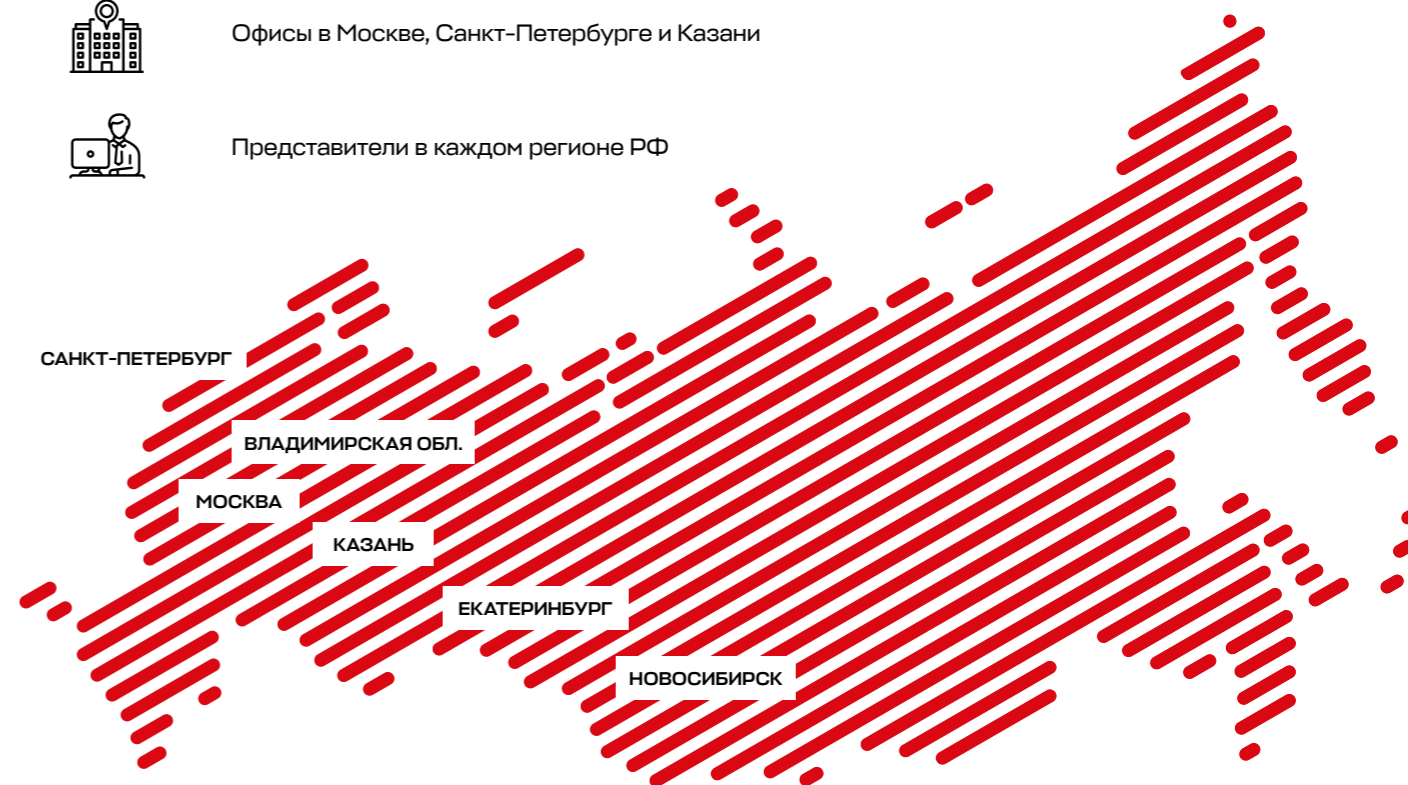 Офисы в Москве, Санкт-Петербурге и Казани
Представители в каждом регионе РФ
САНКТ-ПЕТЕРБУРГ
ВЛАДИМИРСКАЯ ОБЛ.
МОСКВА
КАЗАНЬ
ЕКАТЕРИНБУРГ
НОВОСИБИРСК